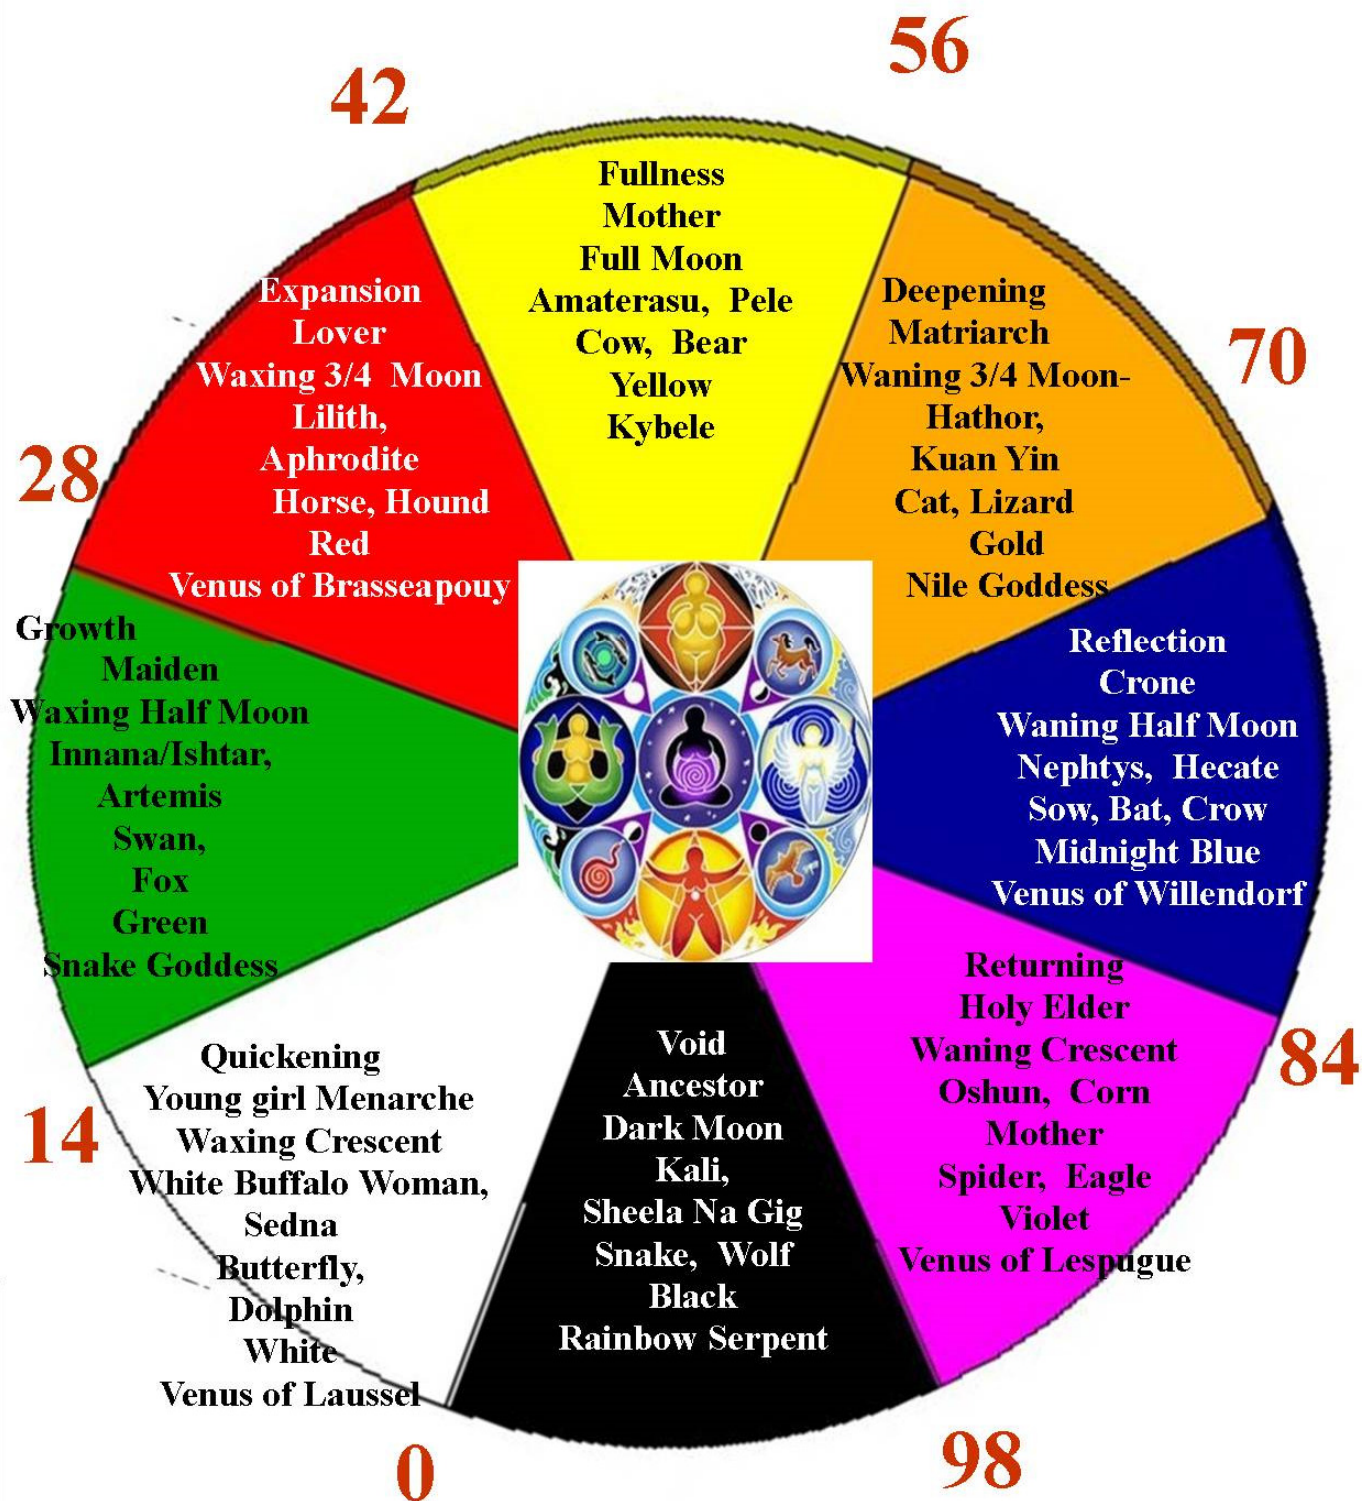 56
42
Fullness
Mother
Full Moon
Amaterasu, Pele
Cow, Bear
Yellow
Kybele
Expansion
Lover
Waxing 3/4 Moon
Lilith,
Aphrodite
Horse, Hound
Red
Venus of Brasseapouy
Deepening
Matriarch
Waning 3/4 Moon-
Hathor,
Kuan Yin
Cat, Lizard
Gold
Nile Goddess
70
28
Growth
Maiden
Waxing Half Moon
Innana/Ishtar,
Artemis
Swan,
Fox
Green
Snake Goddess
Reflection
Crone
Waning Half Moon
Nephtys, Hecate
Sow, Bat, Crow
Midnight Blue
Venus of Willendorf
Returning
Holy Elder
Waning Crescent
Oshun, Corn
Mother
Spider, Eagle
Violet
Venus of Lespugue
84
14
Quickening
Young girl Menarche
Waxing Crescent
White Buffalo Woman,
Sedna
Butterfly,
Dolphin
White
Venus of Laussel
Void
Ancestor
Dark Moon
Kali,
Sheela Na Gig
Snake, Wolf
Black
Rainbow Serpent
0
98